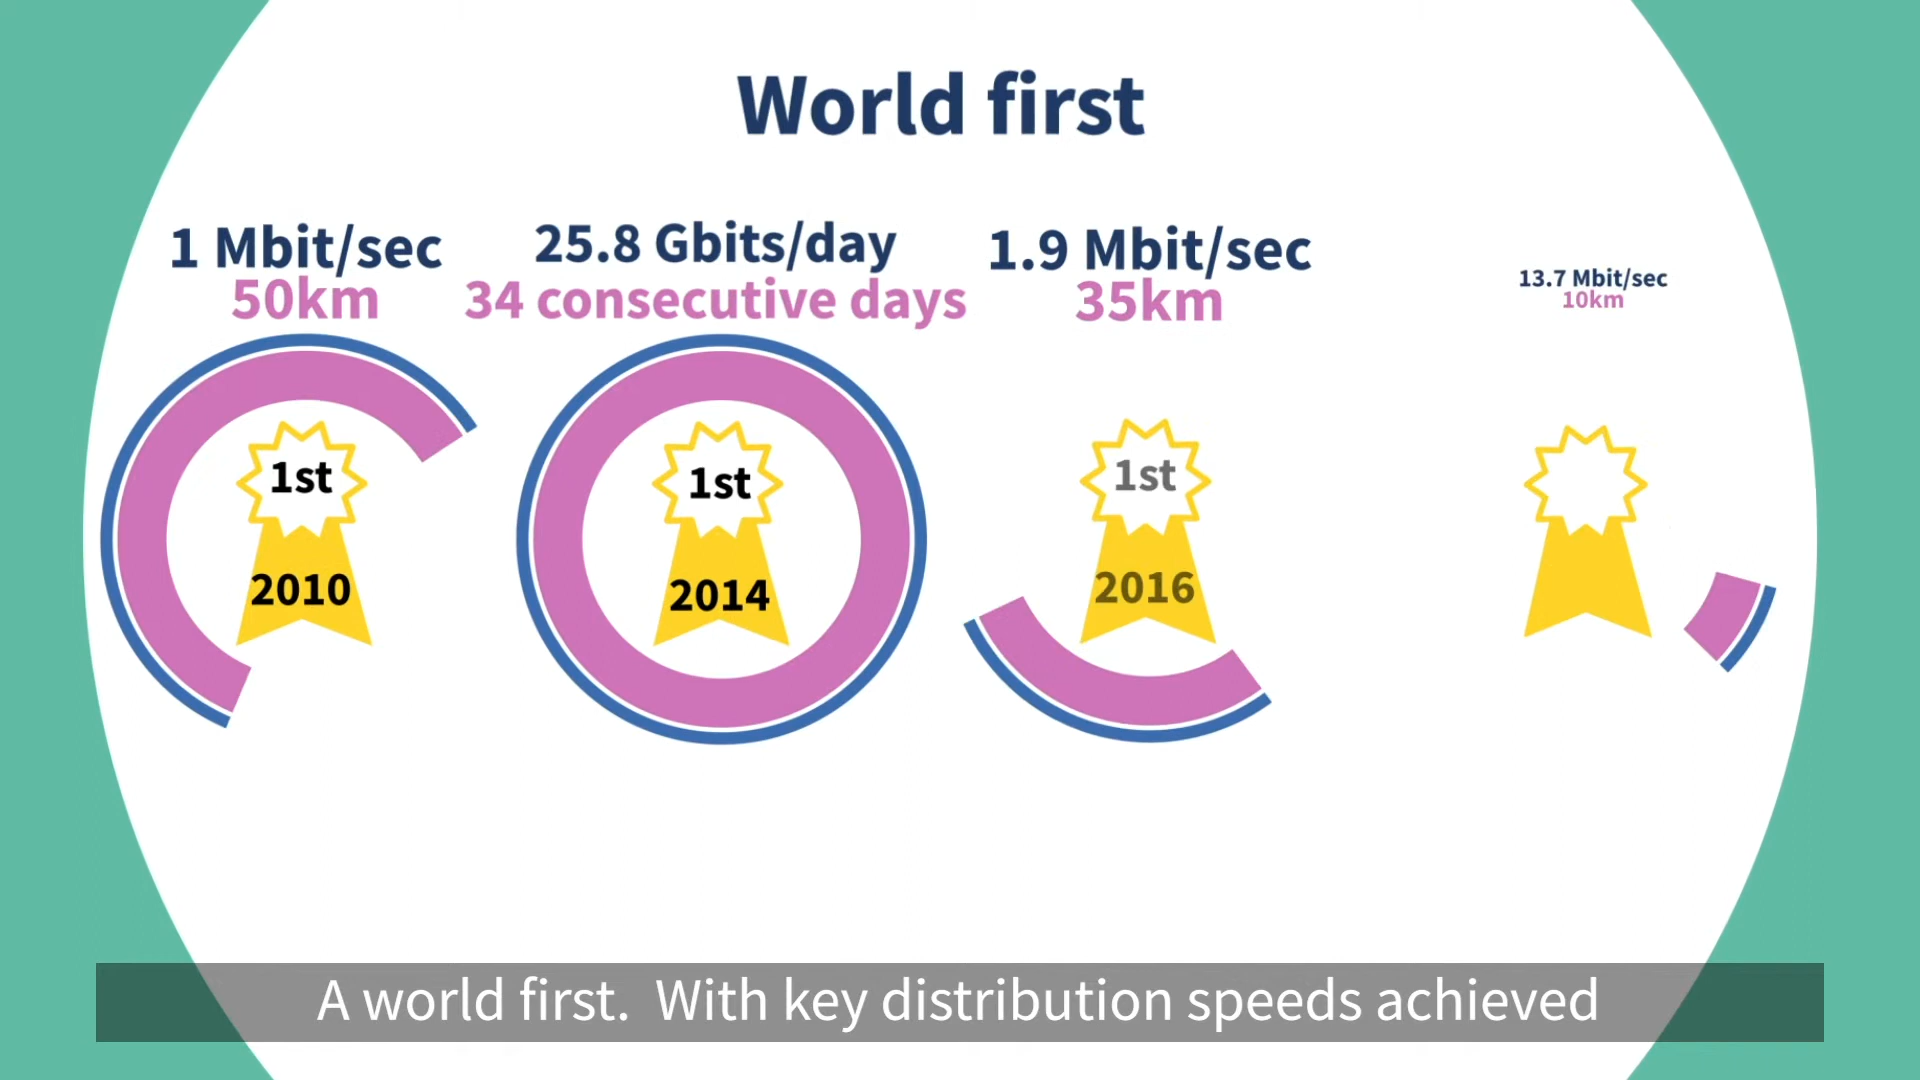 World first
1 Mbit/sec
50km
25.8 Gbits/day
34 consecutive days
1.9 Mbit/sec
35km
13.7 Mbit/sec
10km
1st
2010
1st
2014
1st
2016
A world first.  With key distribution speeds achieved